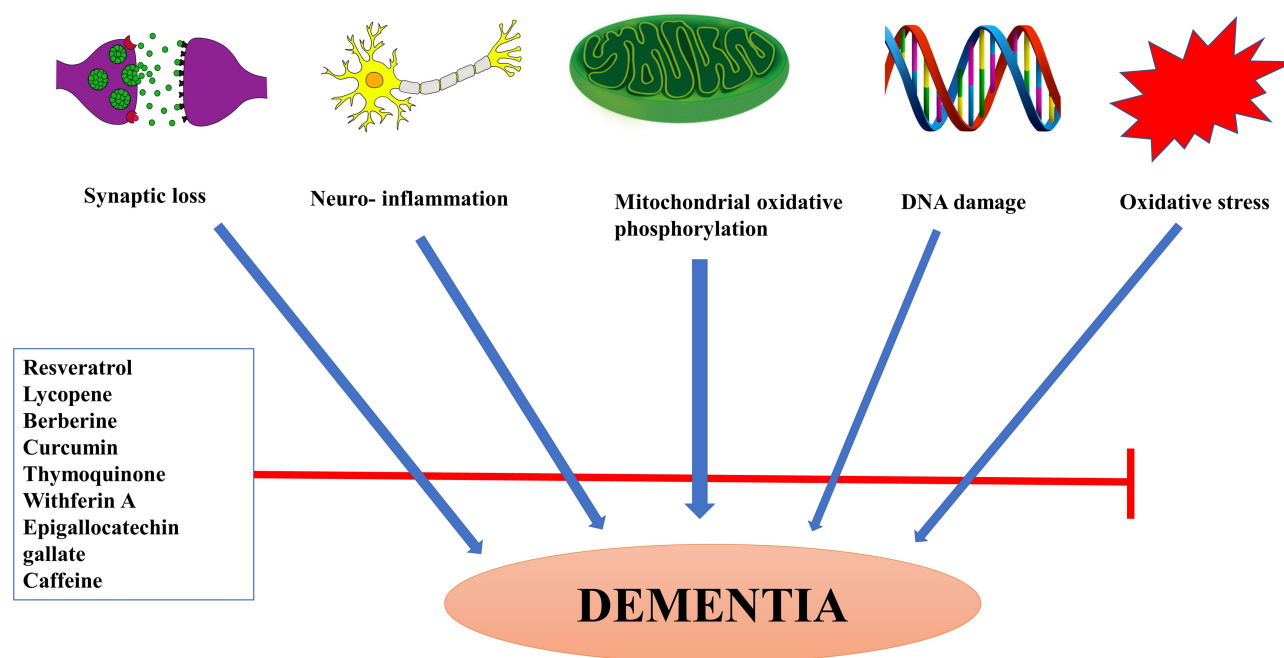 Synaptic loss
Neuro- inflammation
Mitochondrial oxidative
phosphorylation
DNA damage
Oxidative stress
Resveratrol
Lycopene
Berberine
Curcumin
Thymoquinone
Withferin A
Epigallocatechin
gallate
Caffeine
DEMENTIA